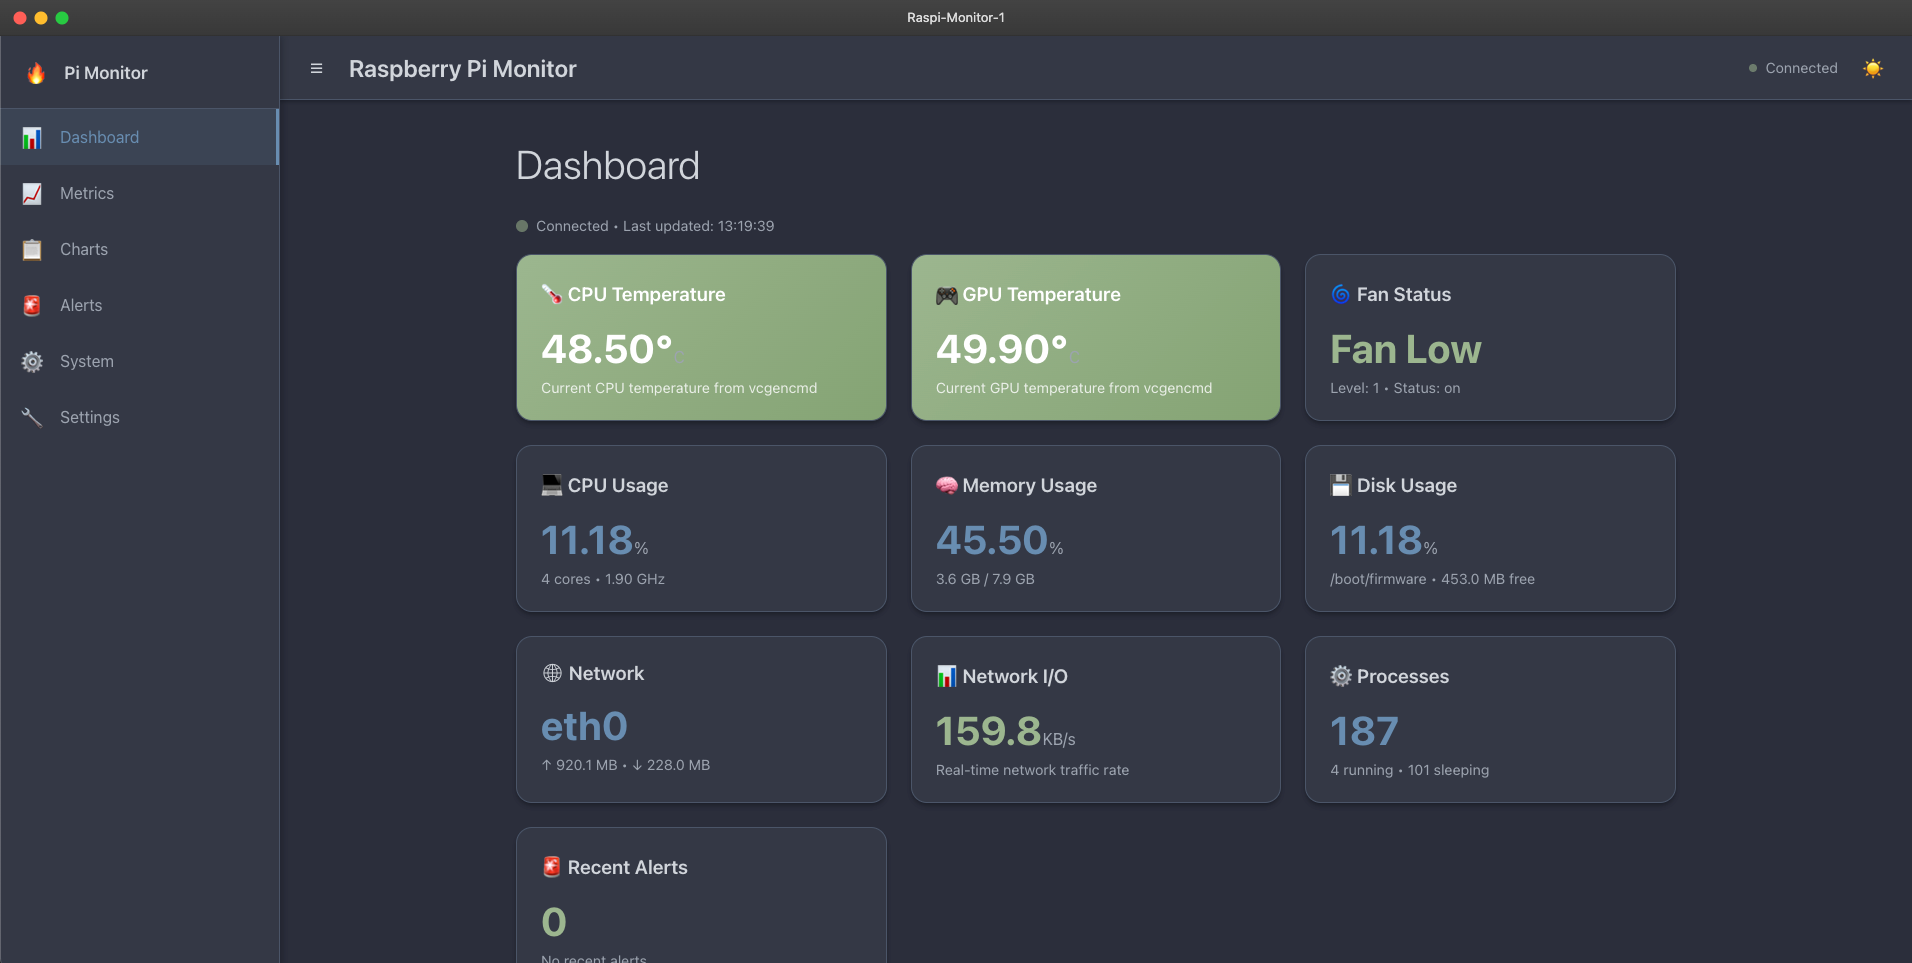 Raspi-Monitor-1
Pi Monitor
Raspberry Pi Monitor
Connected
Dashboard
Metrics
Charts
Alerts
System
Settings
Dashboard
Connected • Last updated: 13:19:39
CPU Temperature
48.50°C
Current CPU temperature from vcgencmd
GPU Temperature
49.90°C
Current GPU temperature from vcgencmd
Fan Status
Fan Low
Level: 1 • Status: on
CPU Usage
11.18%
4 cores • 1.90 GHz
Memory Usage
45.50%
3.6 GB / 7.9 GB
Disk Usage
11.18%
/boot/firmware • 453.0 MB free
Network
eth0
↑ 920.1 MB • ↓ 228.0 MB
Network I/O
159.8KB/s
Real-time network traffic rate
Processes
187
4 running • 101 sleeping
Recent Alerts
0
No recent alerts